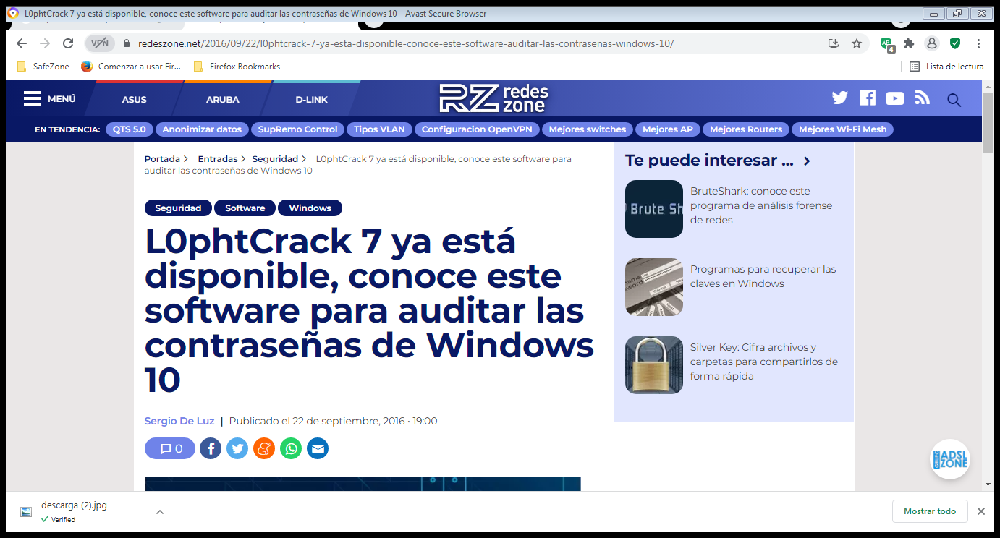 L0phtCrack 7 ya está disponible, conoce este software para auditar las contraseñas de Windows 10 - Avast Secure Browser
VPN
redeszone.net/2016/09/22/l0phtcrack-7-ya-esta-disponible-conoce-este-software-auditar-las-contrasenas-windows-10/
4
SafeZone
Comenzar a usar Fir...
Firefox Bookmarks
Lista de lectura
MENÚ
ASUS
ARUBA
D-LINK
RZ redes zone
EN TENDENCIA:
QTS 5.0
Anonimizar datos
SupRemo Control
Tipos VLAN
Configuracion OpenVPN
Mejores switches
Mejores AP
Mejores Routers
Mejores Wi-Fi Mesh
Portada > Entradas > Seguridad > L0phtCrack 7 ya está disponible, conoce este software para
auditar las contraseñas de Windows 10
Seguridad
Software
Windows
L0phtCrack 7 ya está
disponible, conoce este
software para auditar las
contraseñas de Windows
10
Sergio De Luz | Publicado el 22 de septiembre, 2016 · 19:00
0
Te puede interesar ... >
Brute Sh
BruteShark: conoce este
programa de análisis forense
de redes
Programas para recuperar las
claves en Windows
Silver Key: Cifra archivos y
carpetas para compartirlos de
forma rápida
ADSL
ZONE
descarga (2).jpg
Verified
Mostrar todo